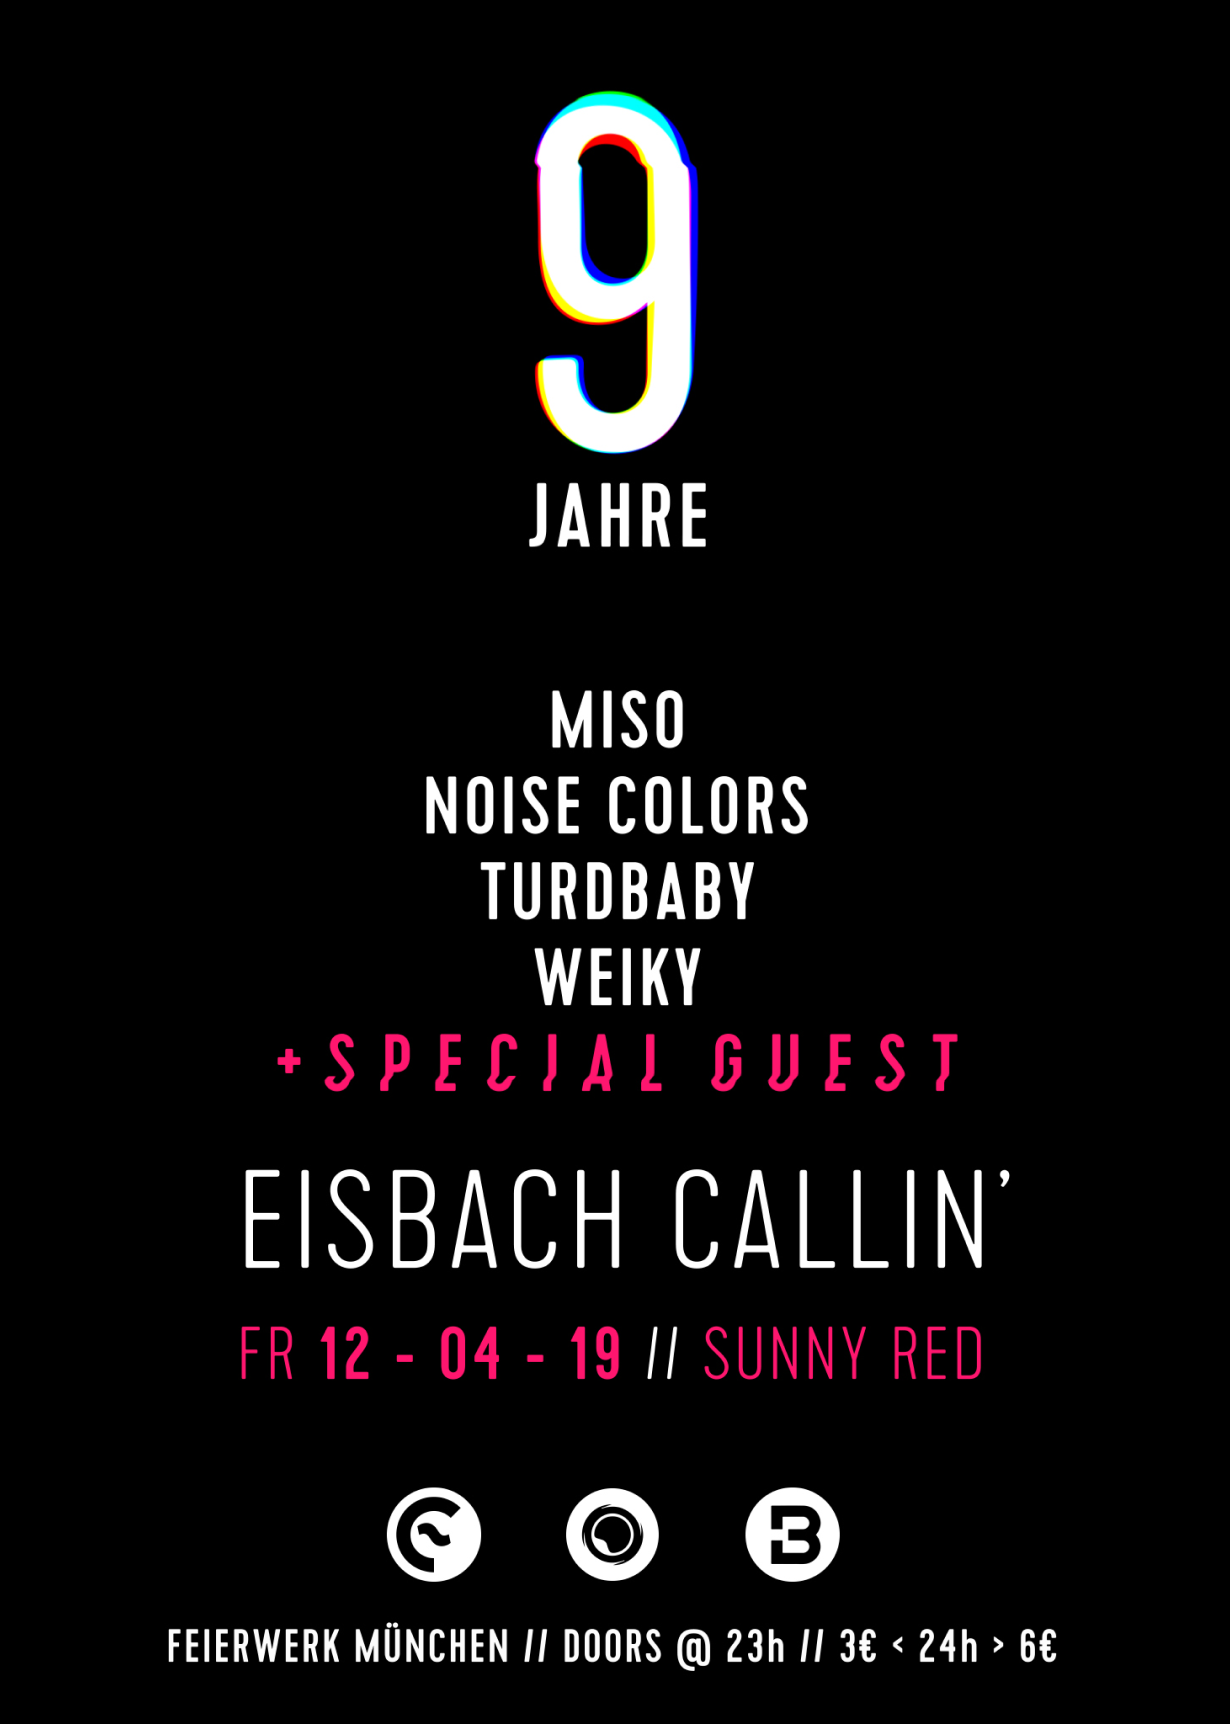 9
JAHRE
MISO
NOISE COLORS
TURDBABY
WEIKY
+SPECIAL GUEST
EISBACH CALLIN’
FR 12 - 04 - 19 // SUNNY RED
FEIERWERK MÜNCHEN // DOORS @ 23h // 3€ < 24h > 6€